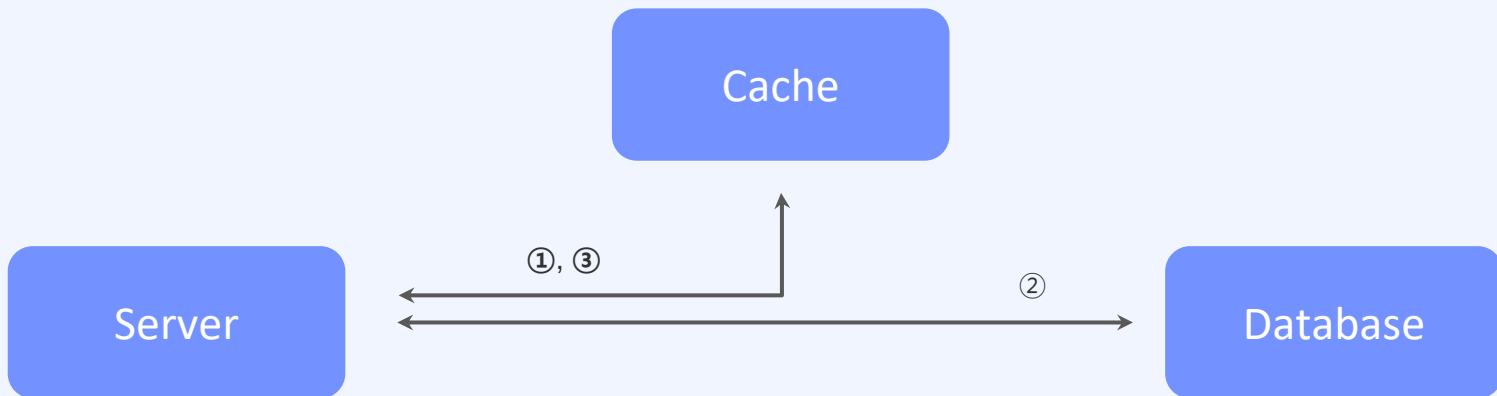 Cache
①, ③
②
Server
Database